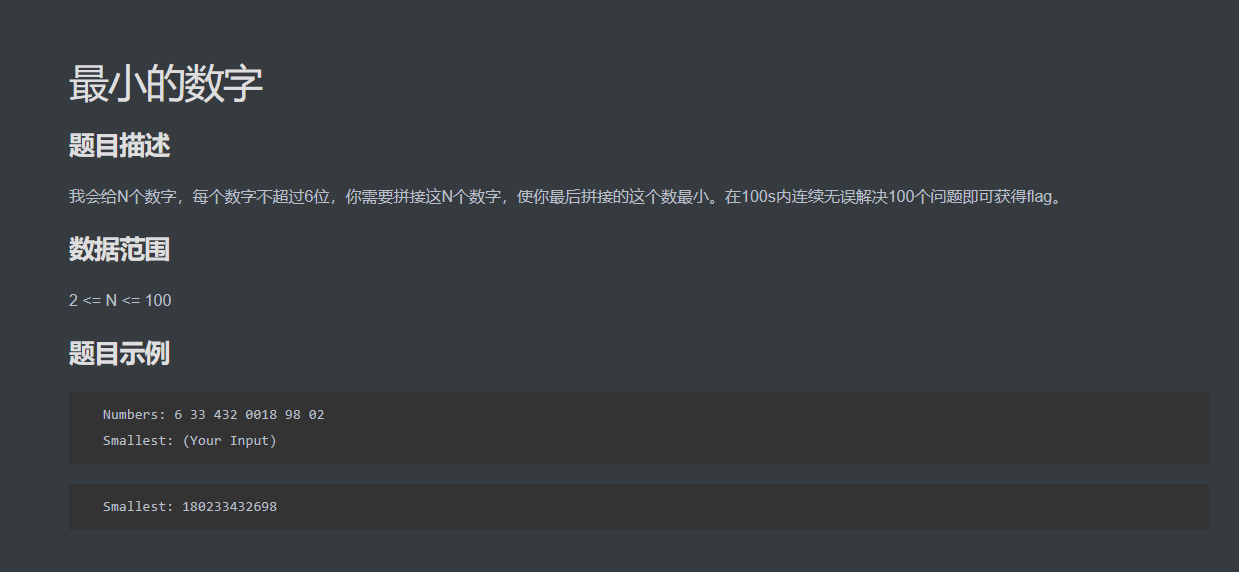 最小的数字
题目描述
我会给N个数字，每个数字不超过6位，你需要拼接这N个数字，使你最后拼接的这个数最小。在100s内连续无误解决100个问题即可获得flag。
数据范围
2 <= N <= 100
题目示例
Numbers: 6 33 432 0018 98 02
Smallest: (Your Input)
Smallest: 180233432698